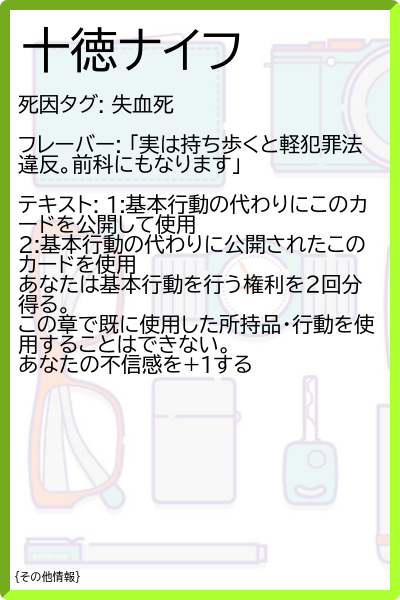 十徳ナイフ
死因タグ: 失血死
フレーバー: 「実は持ち歩くと軽犯罪法
違反。前科にもなります」
テキスト: 1:基本行動の代わりにこのカ
ードを公開して使用
2:基本行動の代わりに公開されたこの
カードを使用
あなたは基本行動を行う権利を2回分
得る。
この章で既に使用した所持品・行動を使
用することはできない。
あなたの不信感を+1する
{その他情報}